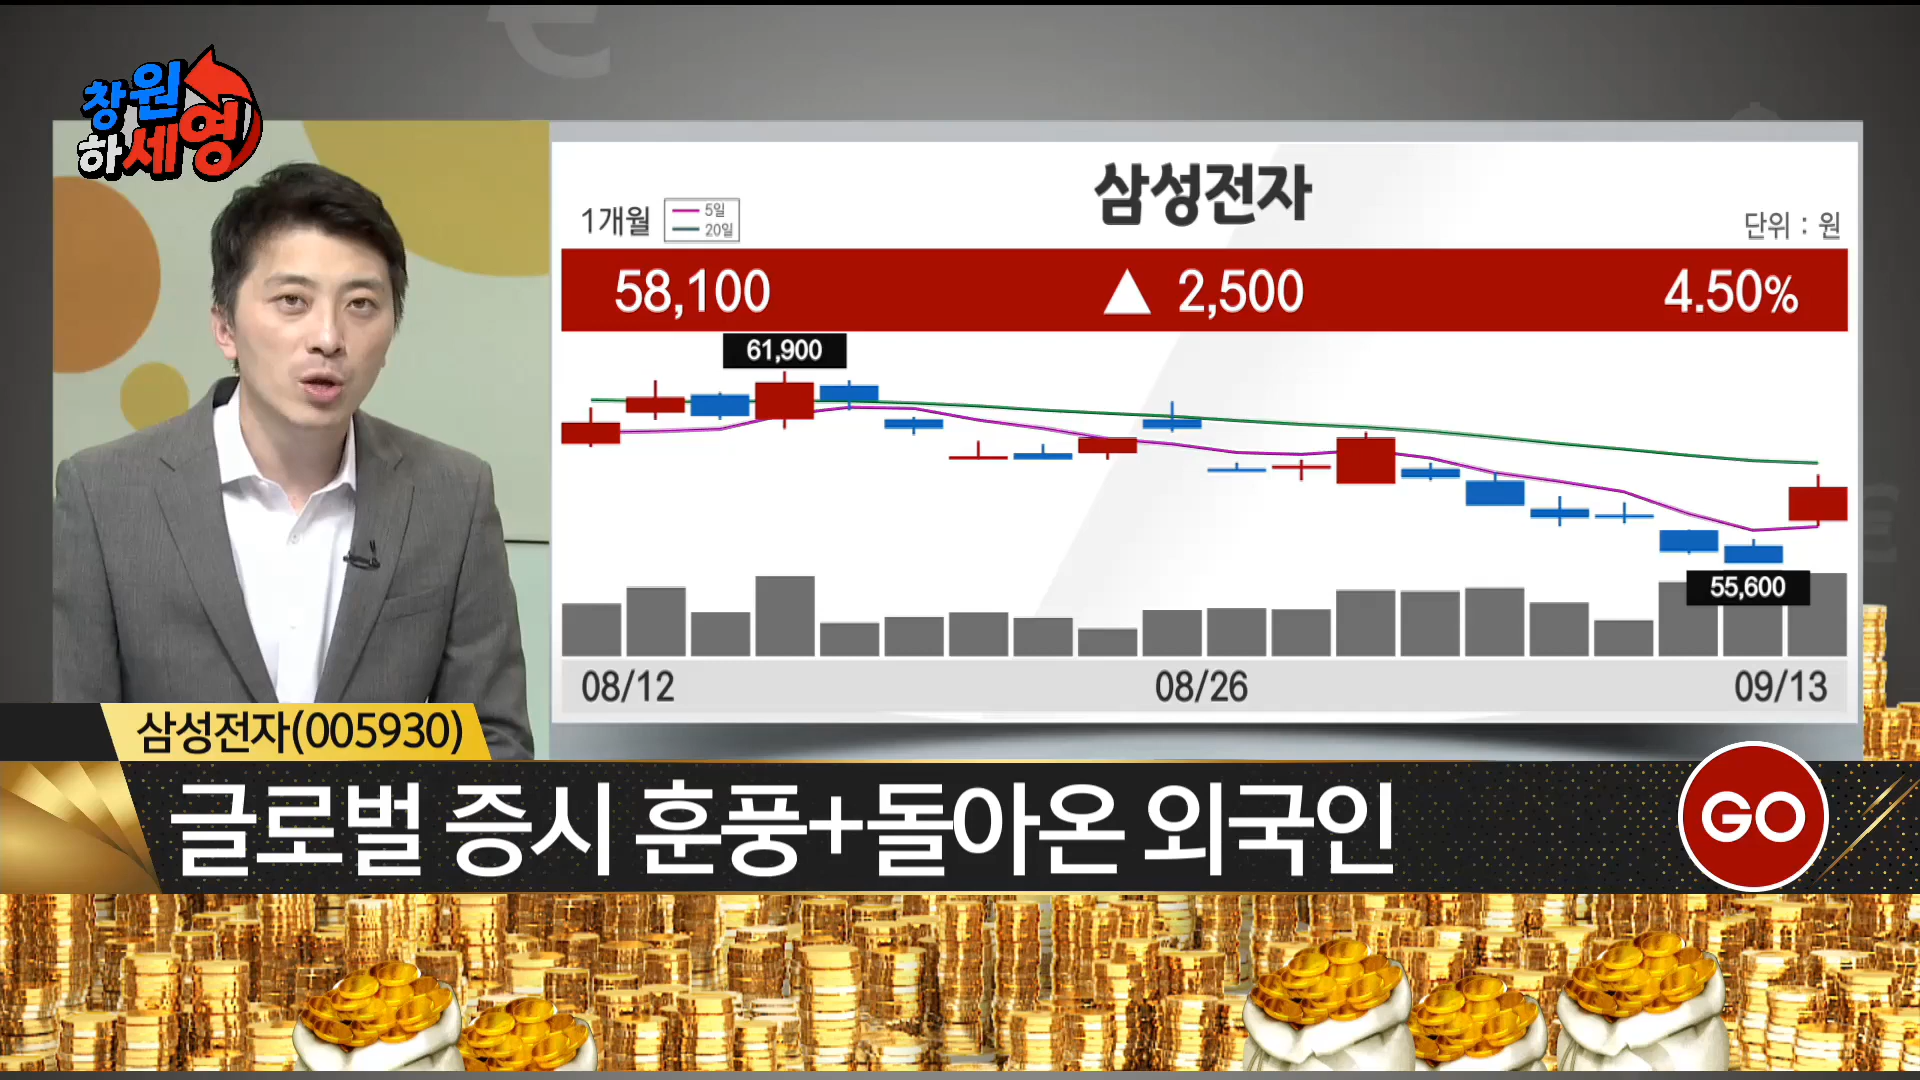 창원
하세영
삼성전자
1개월
5일
20일
단위 : 원
58,100 ▲ 2,500 4.50%
61,900
55,600
08/12 08/26 09/13
삼성전자(005930)
글로벌 증시 훈풍+돌아온 외국인
GO